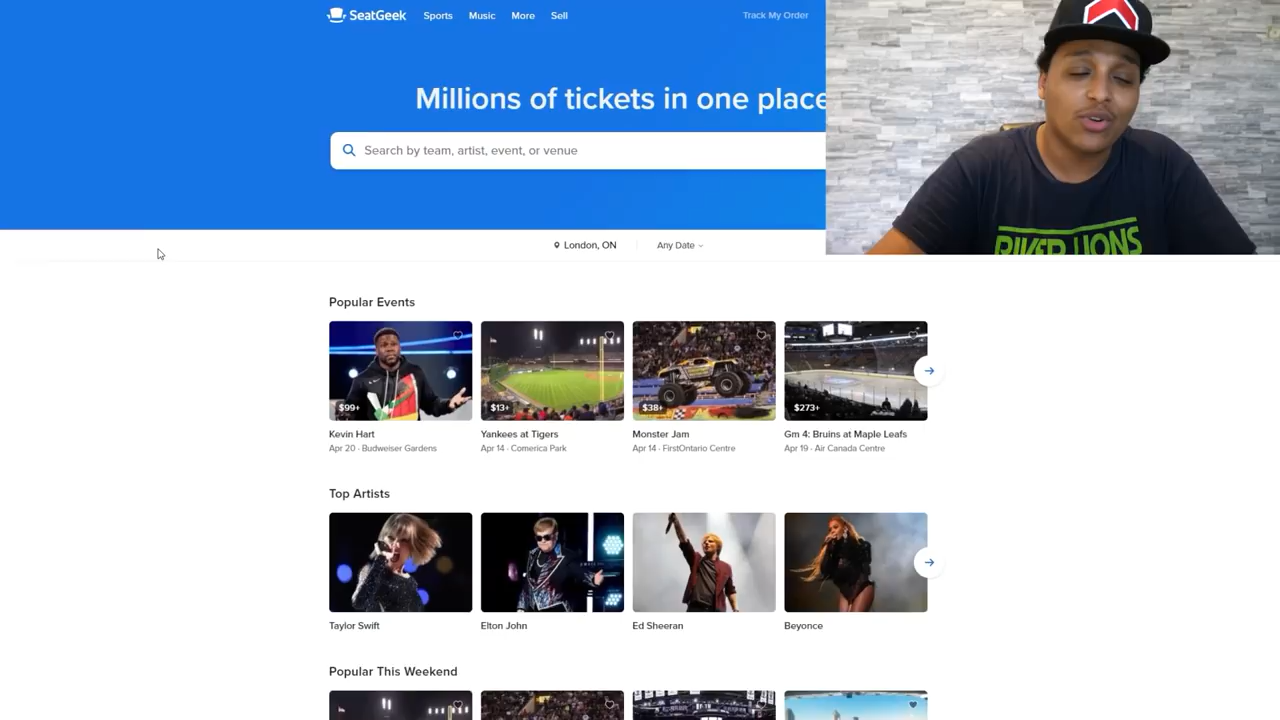 SeatGeek
Sports
Music
More
Sell
Track My Order
Millions of tickets in one place
Search by team, artist, event, or venue
RIVER LIONS
London, ON
Any Date
Popular Events
$99+
$13+
$38+
$273+
Kevin Hart
Yankees at Tigers
Monster Jam
Gm 4: Bruins at Maple Leafs
Apr 20 · Budweiser Gardens
Apr 14 · Comerica Park
Apr 14 · FirstOntario Centre
Apr 19 · Air Canada Centre
Top Artists
Taylor Swift
Elton John
Ed Sheeran
Beyonce
Popular This Weekend